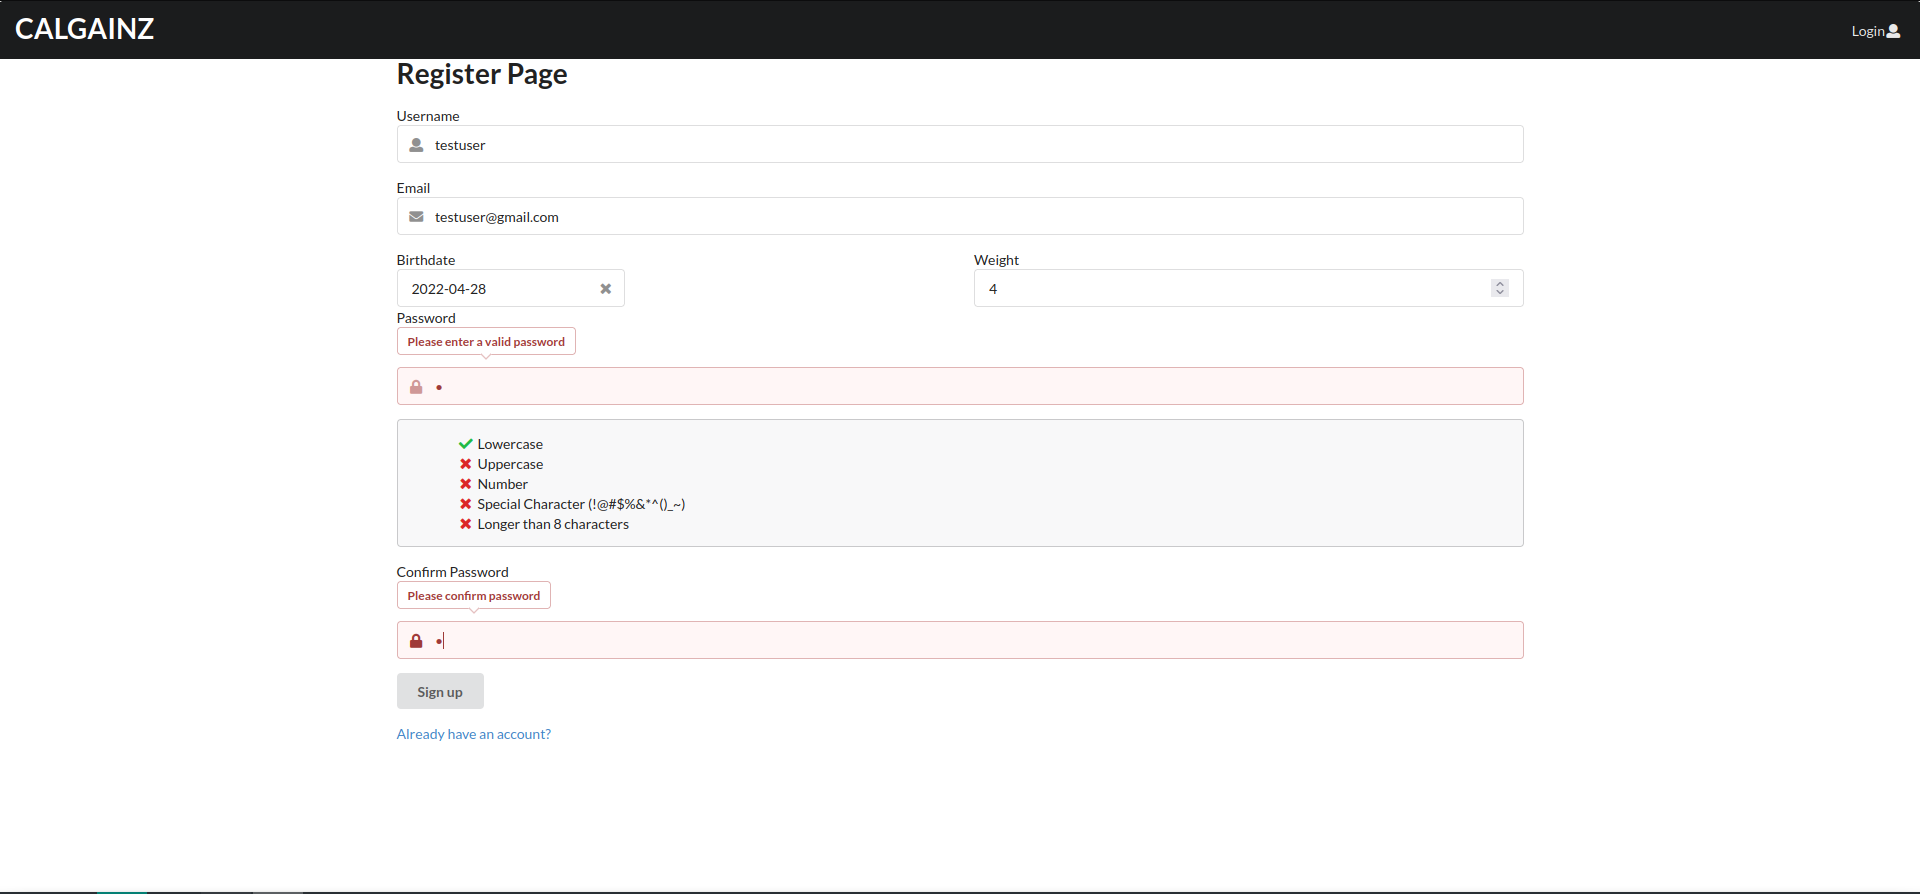 CALGAINZ
Login
Register Page
Username
testuser
Email
testuser@gmail.com
Birthdate
Weight
2022-04-28
4
Password
Please enter a valid password
•
Lowercase
Uppercase
Number
Special Character (!@#$%&*^()_~)
Longer than 8 characters
Confirm Password
Please confirm password
•
Sign up
Already have an account?